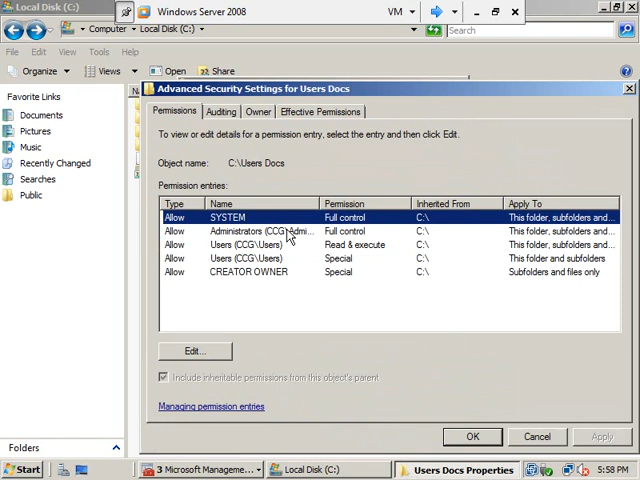 Local Disk (C:)
Windows Server 2008
VM
Computer
Local Disk (C:)
Search
File
Edit
View
Tools
Help
Organize
Views
Open
Share
Favorite Links
Documents
Pictures
Music
Recently Changed
Searches
Public
Folders
Na
Advanced Security Settings for Users Docs
Permissions
Auditing
Owner
Effective Permissions
To view or edit details for a permission entry, select the entry and then click Edit.
Object name: C:\Users Docs
Permission entries:
Type Name Permission Inherited From Apply To
Allow SYSTEM Full control C:\ This folder, subfolders and...
Allow Administrators (CCG\Admi... Full control C:\ This folder, subfolders and...
Allow Users (CCG\Users) Read & execute C:\ This folder, subfolders and...
Allow Users (CCG\Users) Special C:\ This folder and subfolders
Allow CREATOR OWNER Special C:\ Subfolders and files only
Edit...
Include inheritable permissions from this object's parent
Managing permission entries
OK
Cancel
Apply
Start
3 Microsoft Manageme...
Local Disk (C:)
Users Docs Properties
5:58 PM